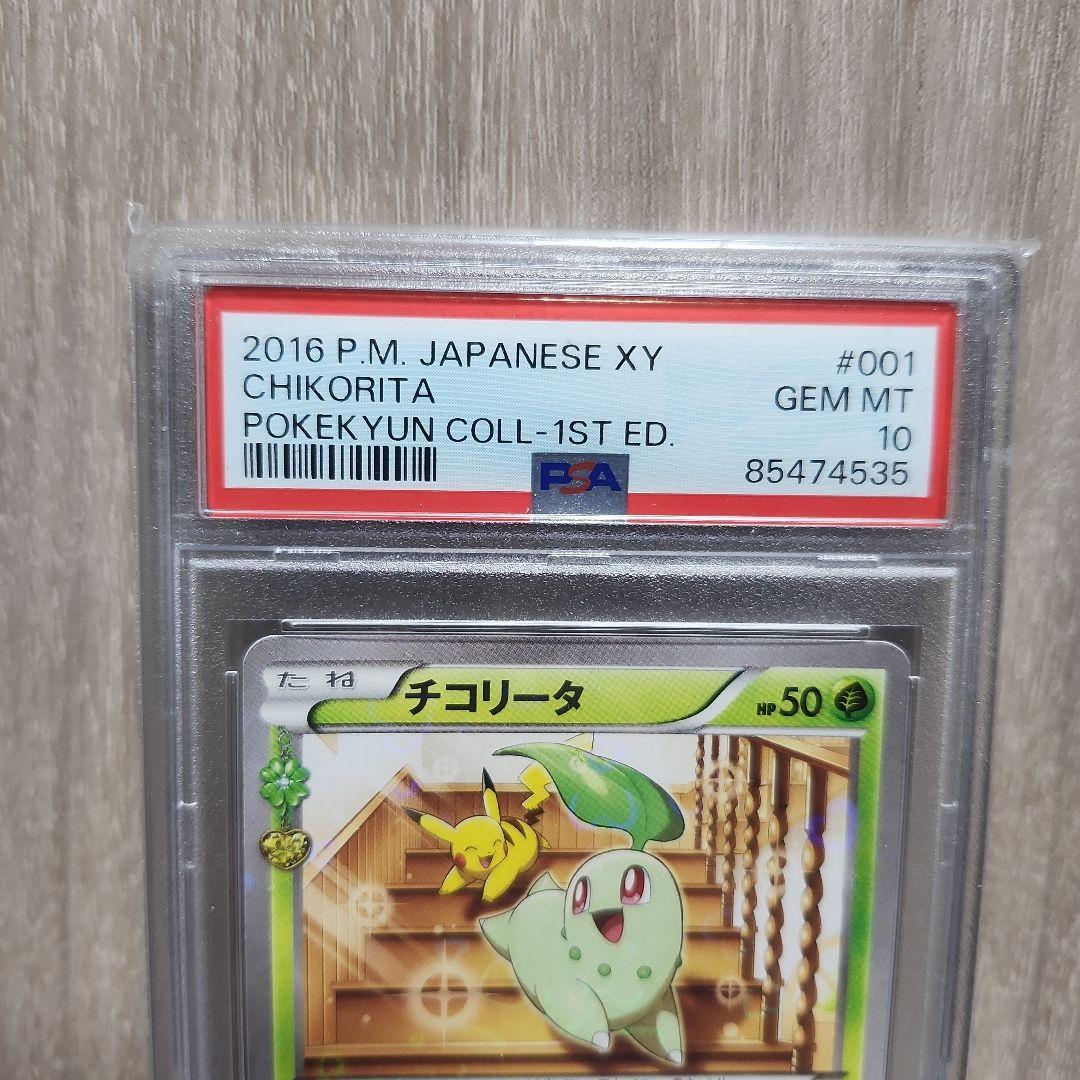 2016 P.M. JAPANESE XY #001
CHIKORITA GEM MT
POKEKYUN COLL-1ST ED. 10
PSA 85474535
たね チコリータ HP50